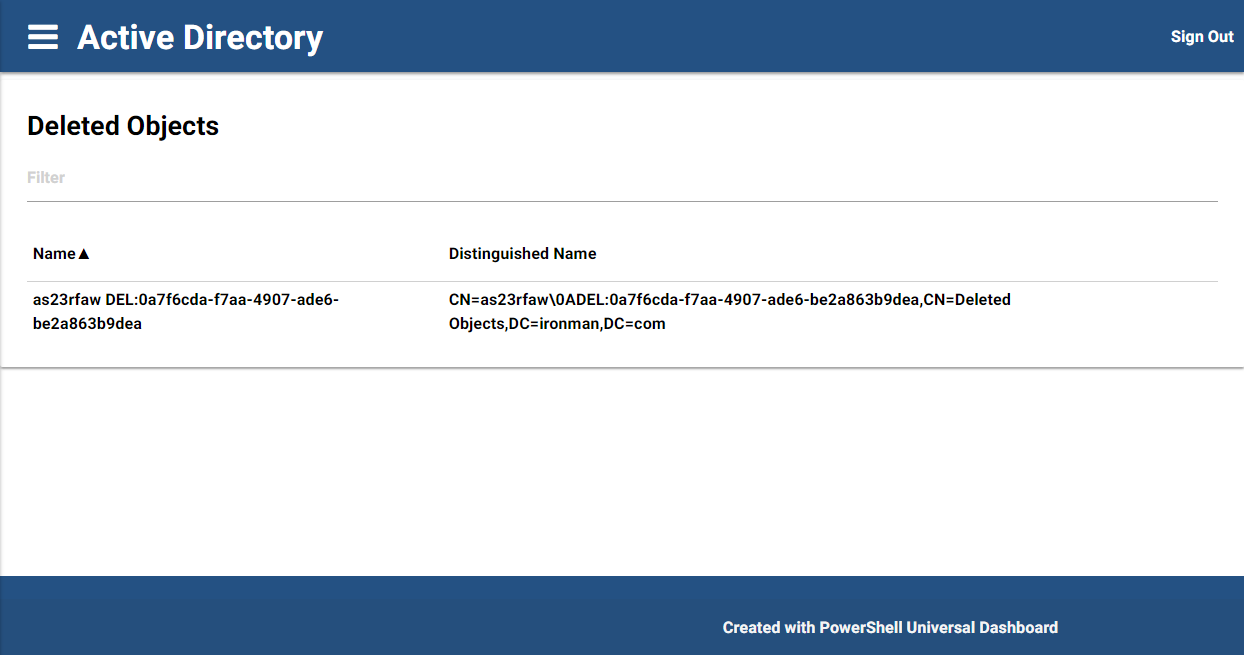 Active Directory
Sign Out
Deleted Objects
Filter
Name▲
Distinguished Name
as23rfaw DEL:0a7f6cda-f7aa-4907-ade6-
be2a863b9dea
CN=as23rfaw\0ADEL:0a7f6cda-f7aa-4907-ade6-be2a863b9dea,CN=Deleted
Objects,DC=ironman,DC=com
Created with PowerShell Universal Dashboard